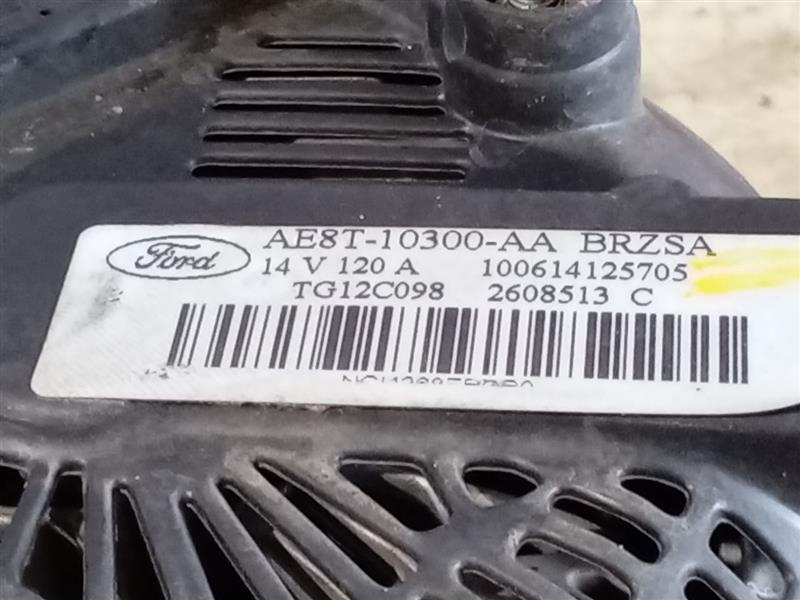 Ford
AE8T-10300-AA BRZSA
14 V 120 A 100614125705
TG12C098 2608513 C